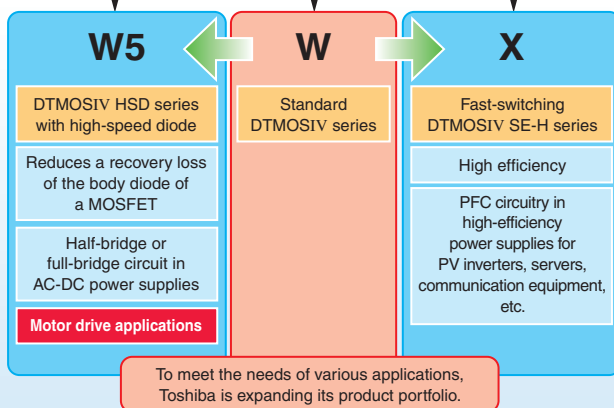 W5
DTMOSIV HSD series
with high-speed diode
Reduces a recovery loss
of the body diode of
a MOSFET
Half-bridge or
full-bridge circuit in
AC-DC power supplies
Motor drive applications
W
Standard
DTMOSIV series
X
Fast-switching
DTMOSIV SE-H series
High efficiency
PFC circuitry in
high-efficiency
power supplies for
PV inverters, servers,
communication equipment,
etc.
To meet the needs of various applications,
Toshiba is expanding its product portfolio.